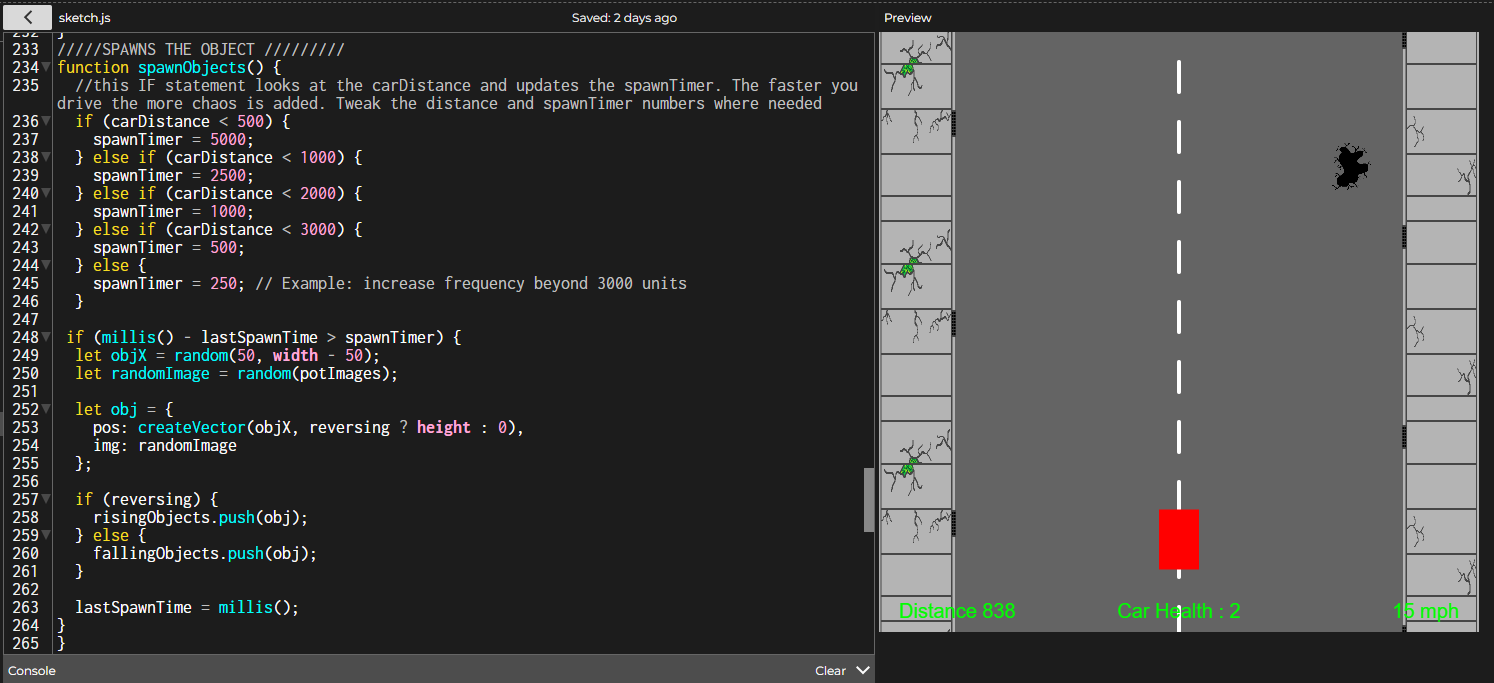 sketch.js
Saved: 2 days ago
Preview
232 }
233 /////SPAWNS THE OBJECT /////////
234 function spawnObjects() {
235 //this IF statement looks at the carDistance and updates the spawnTimer. The faster you
drive the more chaos is added. Tweak the distance and spawnTimer numbers where needed
236 if (carDistance < 500) {
237 spawnTimer = 5000;
238 } else if (carDistance < 1000) {
239 spawnTimer = 2500;
240 } else if (carDistance < 2000) {
241 spawnTimer = 1000;
242 } else if (carDistance < 3000) {
243 spawnTimer = 500;
244 } else {
245 spawnTimer = 250; // Example: increase frequency beyond 3000 units
246 }
247
248 if (millis() - lastSpawnTime > spawnTimer) {
249 let objX = random(50, width - 50);
250 let randomImage = random(potImages);
251
252 let obj = {
253 pos: createVector(objX, reversing ? height : 0),
254 img: randomImage
255 };
256
257 if (reversing) {
258 risingObjects.push(obj);
259 } else {
260 fallingObjects.push(obj);
261 }
262
263 lastSpawnTime = millis();
264 }
265 }
Console
Clear
Distance 838
Car Health : 2
15 mph